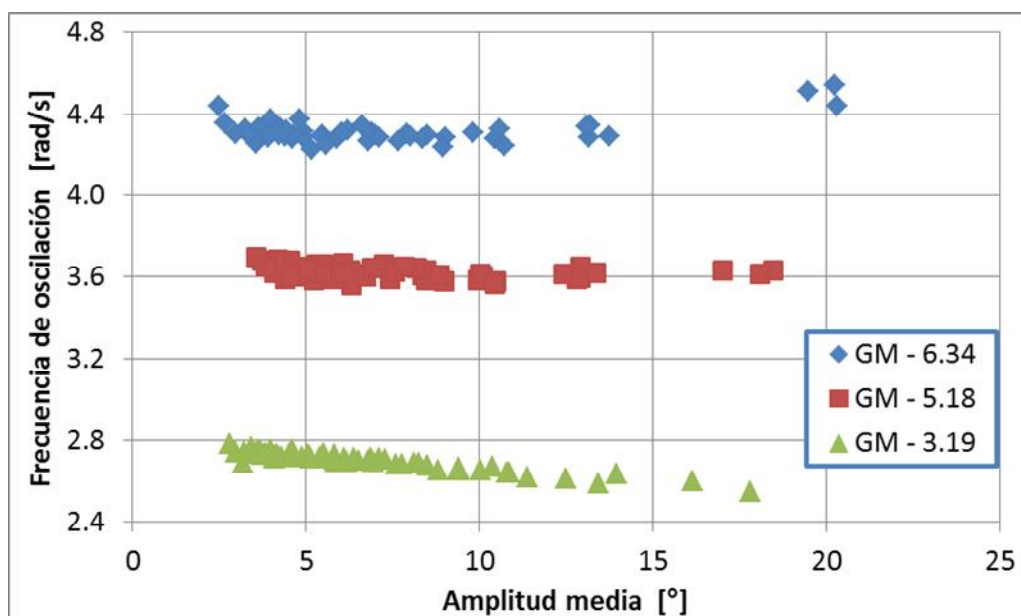 Frecuencia de oscilación [rad/s]
4.8
4.4
4.0
3.6
3.2
2.8
2.4
GM - 6.34
GM - 5.18
GM - 3.19
0
5
10
15
20
25
Amplitud media [°]